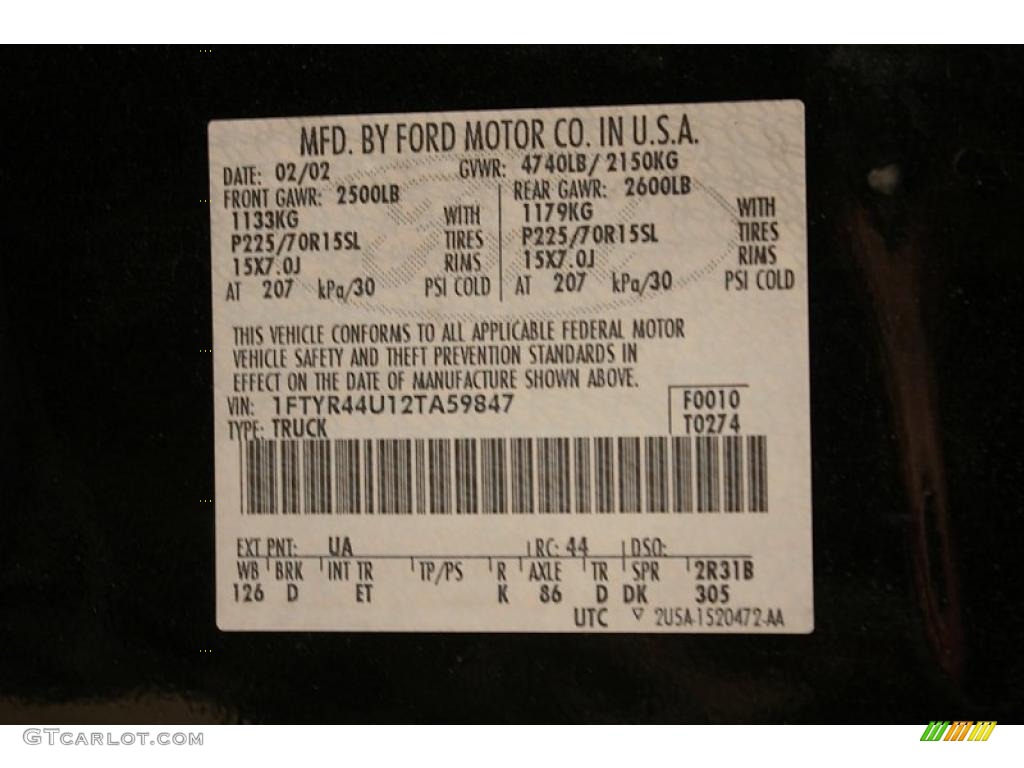 MFD. BY FORD MOTOR CO. IN U.S.A.
DATE: 02/02 GVWR: 4740LB/ 2150KG
FRONT GAWR: 2500LB REAR GAWR: 2600LB
1133KG WITH 1179KG WITH
P225/70R15SL TIRES P225/70R15SL TIRES
15X7.0J RIMS 15X7.0J RIMS
AT 207 kPa/30 PSI COLD AT 207 kPa/30 PSI COLD
THIS VEHICLE CONFORMS TO ALL APPLICABLE FEDERAL MOTOR
VEHICLE SAFETY AND THEFT PREVENTION STANDARDS IN
EFFECT ON THE DATE OF MANUFACTURE SHOWN ABOVE.
VIN: 1FTYR44U12TA59847 F0010
TYPE: TRUCK T0274
EXT PNT: UA RC: 44 DSO:
WB BRK INT TR TP/PS R AXLE TR SPR 2R31B
126 D ET K 86 D DK 305
UTC ▽ 2U5A-1520472-AA
GTCARLOT.COM